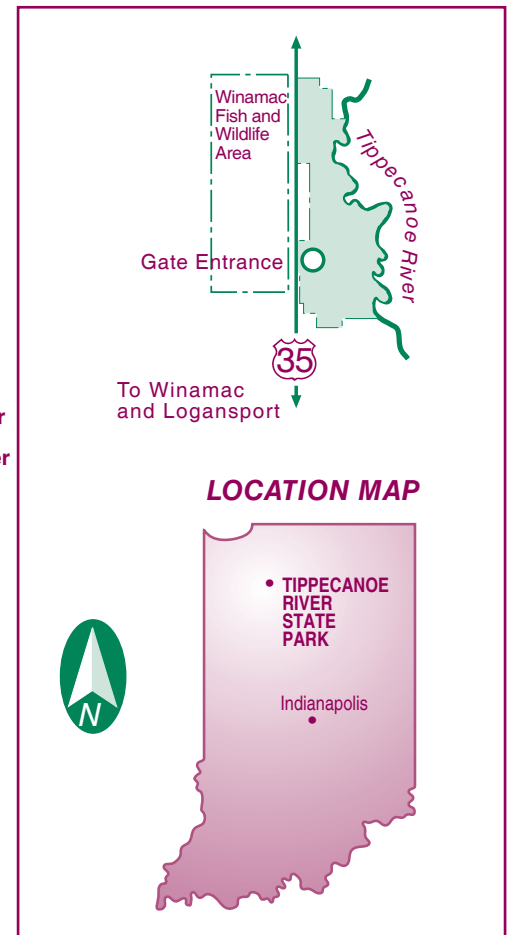 Winamac
Fish and
Wildlife
Area
Tippecanoe River
Gate Entrance
35
To Winamac
and Logansport
r
er
LOCATION MAP
TIPPECANOE
RIVER
STATE
PARK
Indianapolis
N